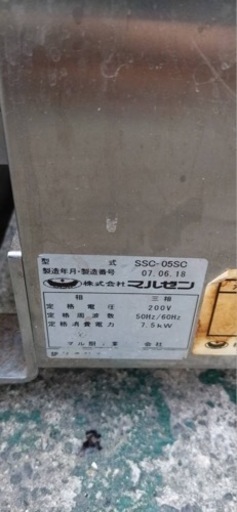 型 式 SSC-05SC
製造年月・製造番号 07.06.18
株式会社 マルゼン
相 三相
定格電圧 200V
定格周波数 50Hz/60Hz
定格消費電力 7.5kW